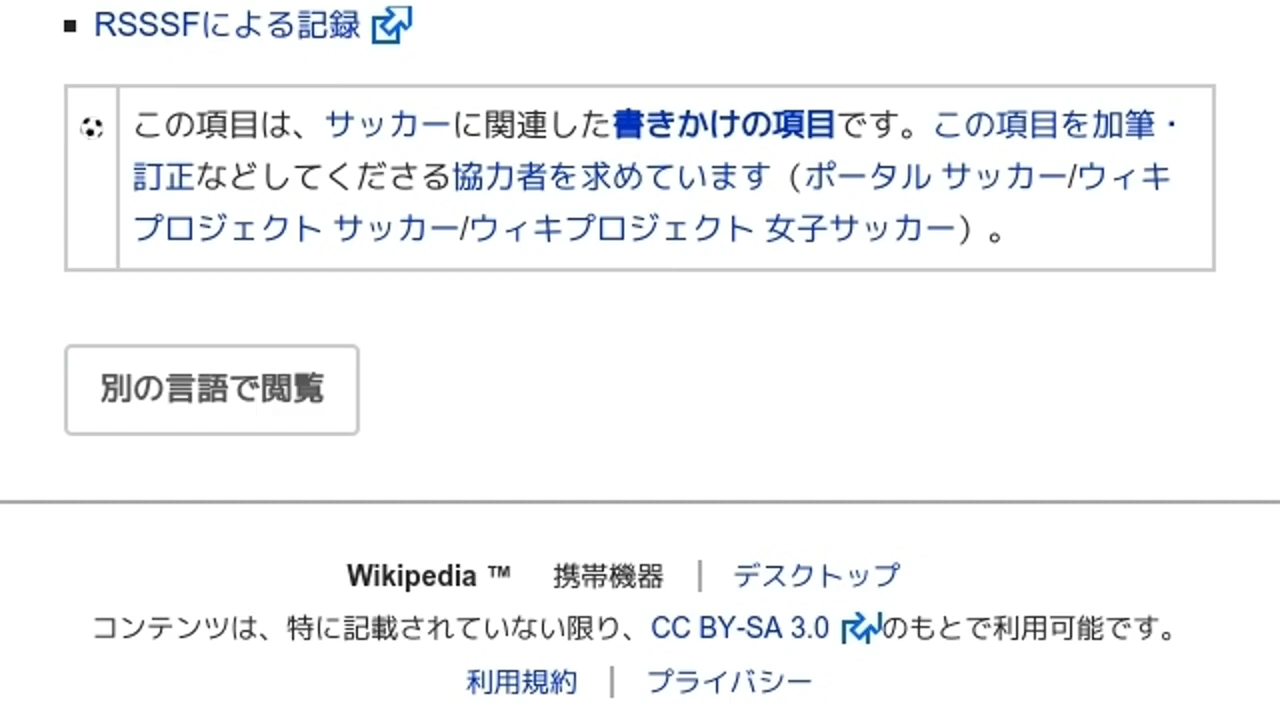 RSSSFによる記録
この項目は、サッカーに関連した書きかけの項目です。この項目を加筆・
訂正などしてくださる協力者を求めています（ポータル サッカー/ウィキ
プロジェクト サッカー/ウィキプロジェクト 女子サッカー）。
別の言語で閲覧
Wikipedia ™ 携帯機器 | デスクトップ
コンテンツは、特に記載されていない限り、CC BY-SA 3.0 のもとで利用可能です。
利用規約 | プライバシー